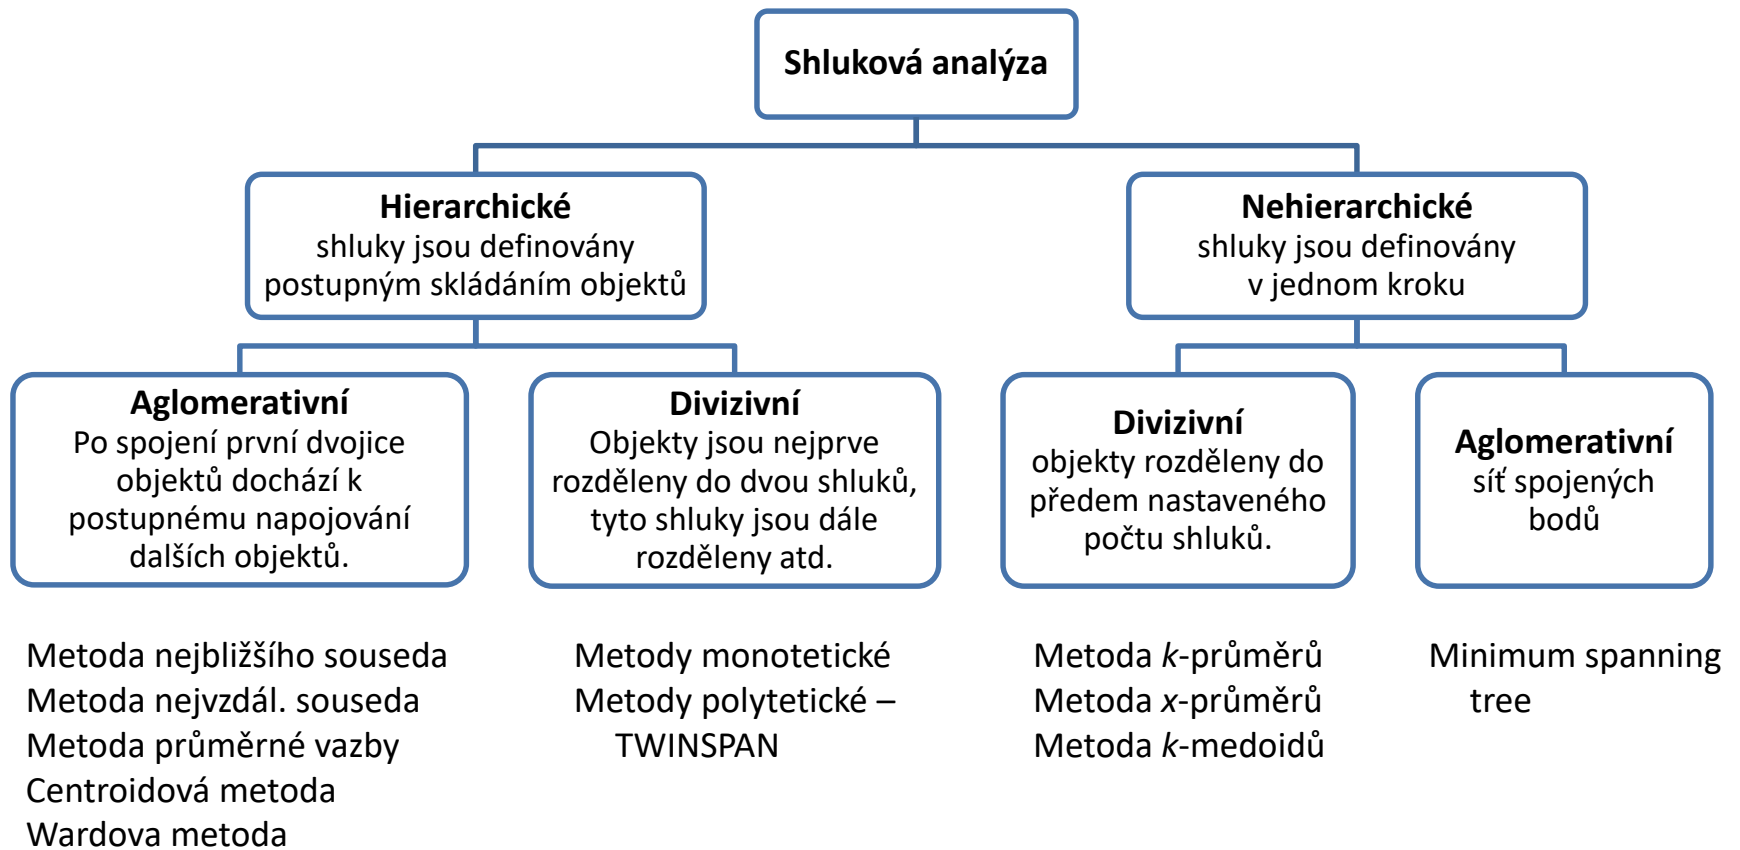 Shluková analýza
Hierarchické
shluky jsou definovány
postupným skládáním objektů
Nehierarchické
shluky jsou definovány
v jednom kroku
Aglomerativní
Po spojení první dvojice
objektů dochází k
postupnému napojování
dalších objektů.
Divizivní
Objekty jsou nejprve
rozděleny do dvou shluků,
tyto shluky jsou dále
rozděleny atd.
Divizivní
objekty rozděleny do
předem nastaveného
počtu shluků.
Aglomerativní
síť spojených
bodů
Metoda nejbližšího souseda
Metoda nejvzdál. souseda
Metoda průměrné vazby
Centroidová metoda
Wardova metoda
Metody monotetické
Metody polytetické –
TWINSPAN
Metoda k-průměrů
Metoda x-průměrů
Metoda k-medoidů
Minimum spanning
tree